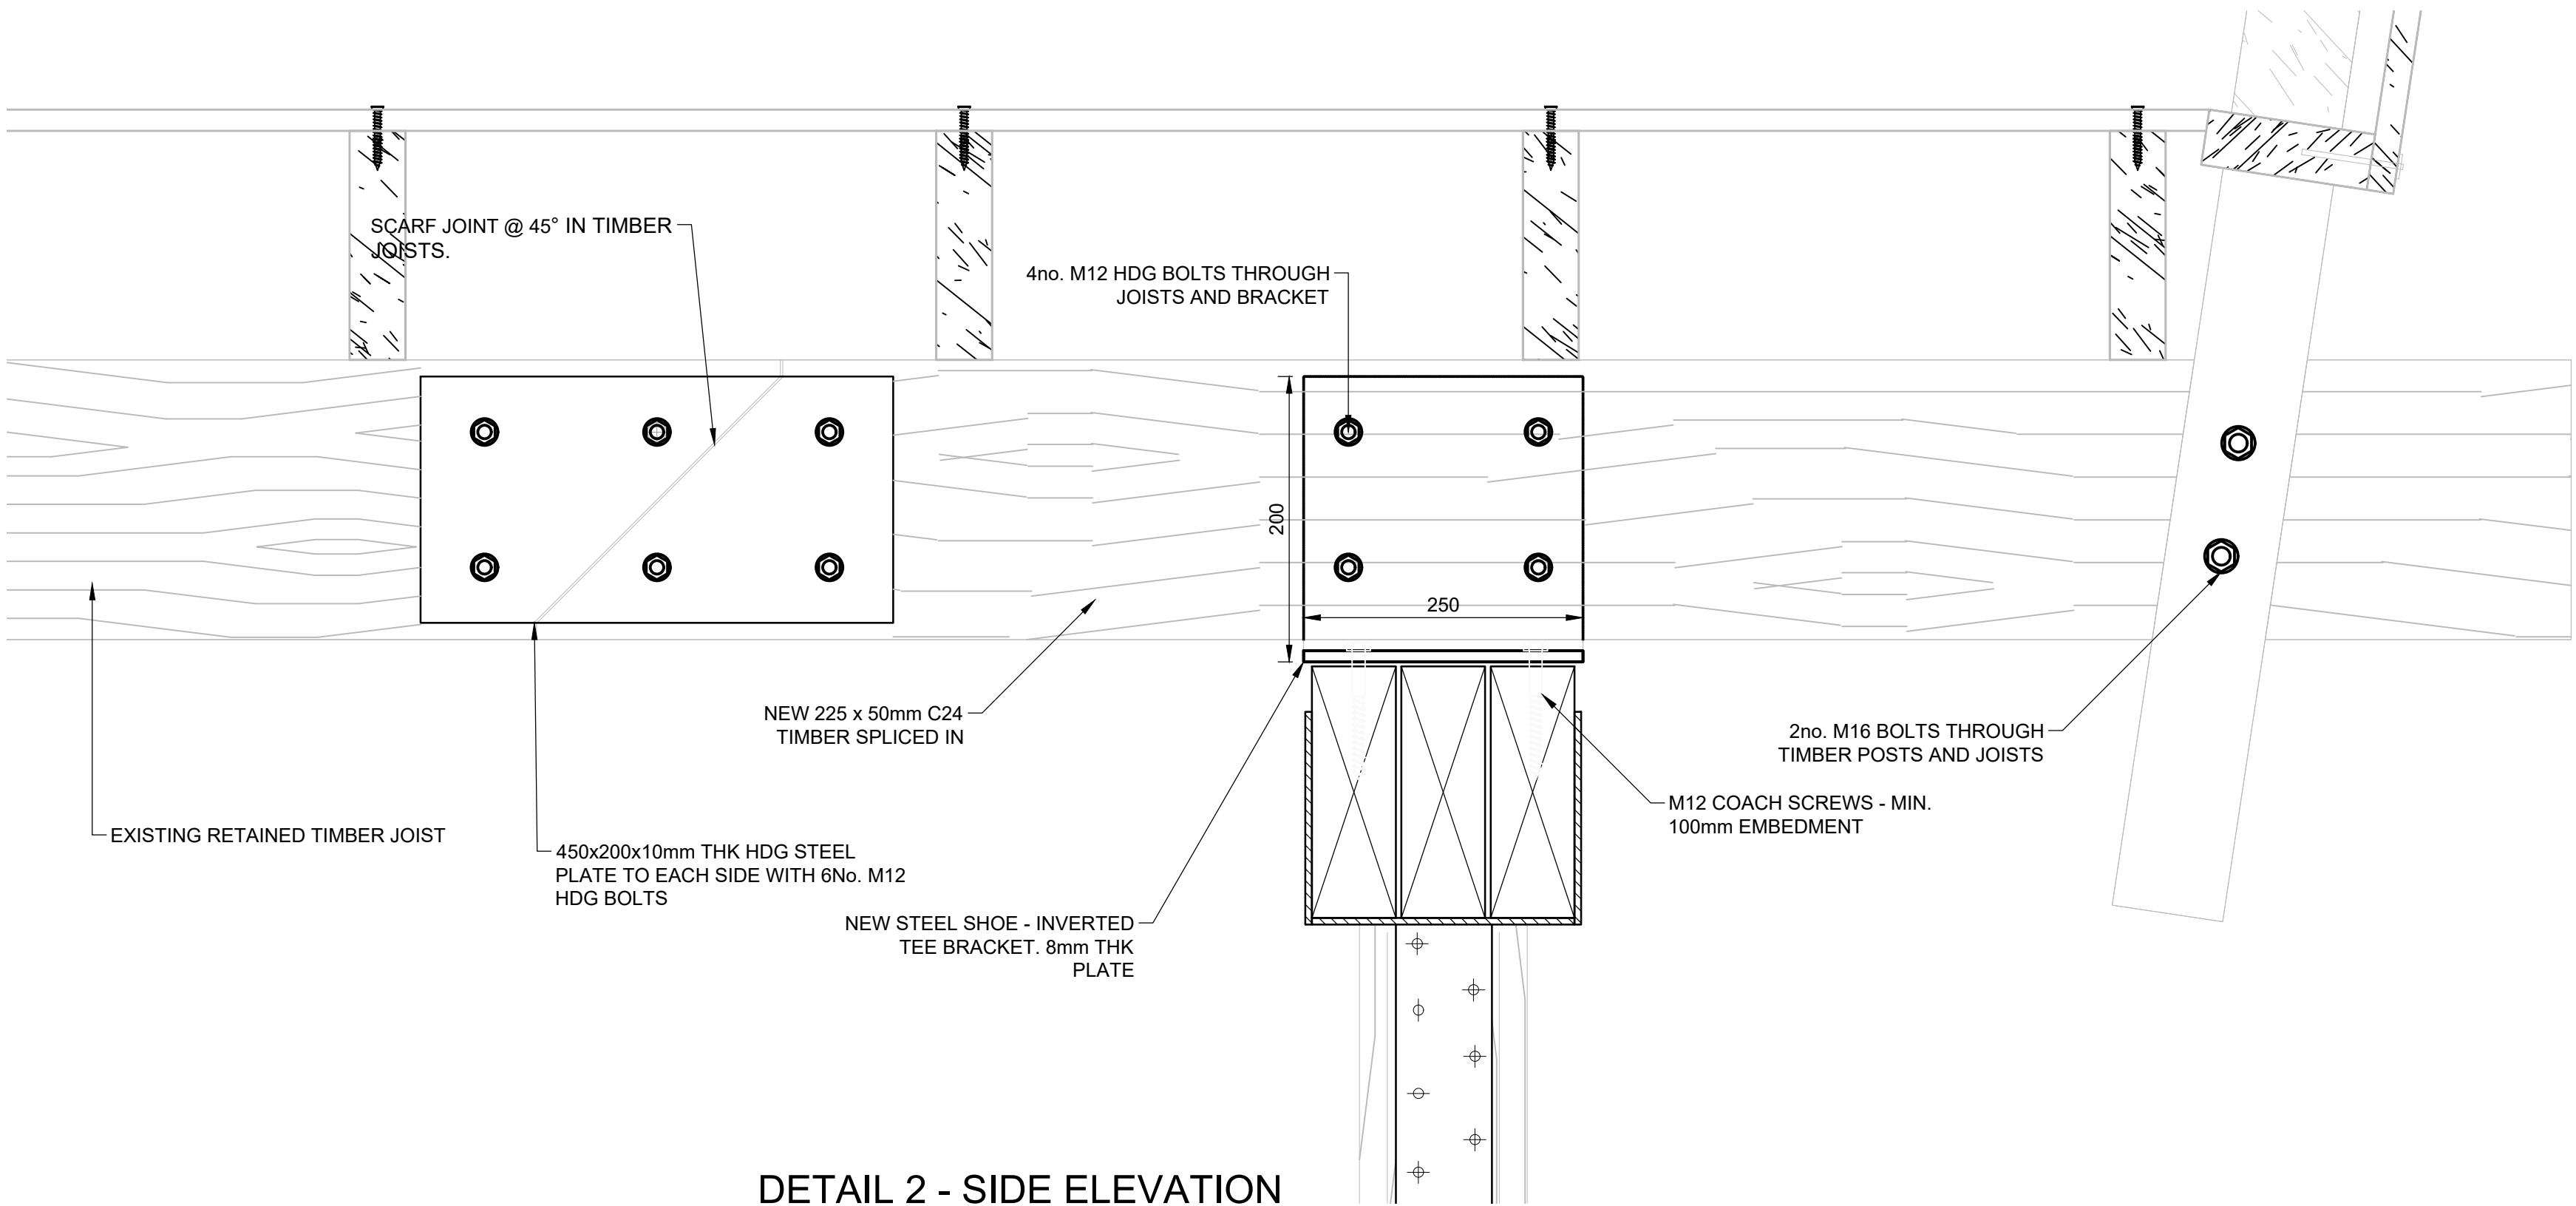 SCARF JOINT @ 45° IN TIMBER
JOISTS.
4no. M12 HDG BOLTS THROUGH
JOISTS AND BRACKET
200
250
NEW 225 x 50mm C24
TIMBER SPLICED IN
2no. M16 BOLTS THROUGH
TIMBER POSTS AND JOISTS
M12 COACH SCREWS - MIN.
100mm EMBEDMENT
EXISTING RETAINED TIMBER JOIST
450x200x10mm THK HDG STEEL
PLATE TO EACH SIDE WITH 6No. M12
HDG BOLTS
NEW STEEL SHOE - INVERTED
TEE BRACKET. 8mm THK
PLATE
DETAIL 2 - SIDE ELEVATION